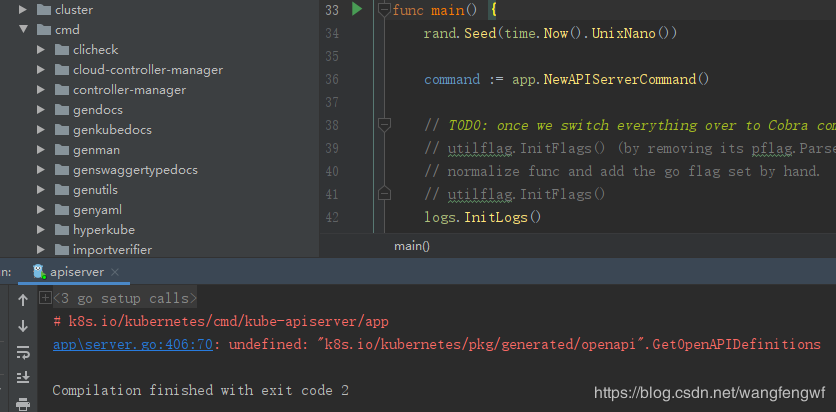 cluster
cmd
clicheck
cloud-controller-manager
controller-manager
gendocs
genkubedocs
genman
genswaggertypedocs
genutils
genyaml
hyperkube
importverifier
33 func main() {
34 rand.Seed(time.Now().UnixNano())
35
36 command := app.NewAPIServerCommand()
37
38 // TODO: once we switch everything over to Cobra com
39 // utilflag.InitFlags() (by removing its pflag.Parse
40 // normalize func and add the go flag set by hand.
41 // utilflag.InitFlags()
42 logs.InitLogs()
main()
n: apiserver ×
<3 go setup calls>
# k8s.io/kubernetes/cmd/kube-apiserver/app
app\server.go:406:70: undefined: "k8s.io/kubernetes/pkg/generated/openapi".GetOpenAPIDefinitions
Compilation finished with exit code 2
https://blog.csdn.net/wangfengwf